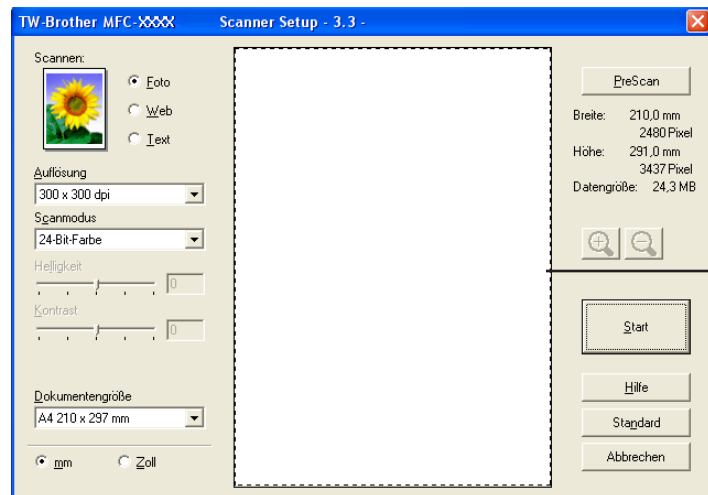 TW-Brother MFC-XXXX Scanner Setup - 3.3 -
Scannen:
Foto
Web
Text
Auflösung
300 x 300 dpi
Scanmodus
24-Bit-Farbe
Helligkeit
0
Kontrast
0
Dokumentengröße
A4 210 x 297 mm
mm Zoll
PreScan
Breite: 210,0 mm
2480 Pixel
Höhe: 291,0 mm
3437 Pixel
Datengröße: 24,3 MB
Start
Hilfe
Standard
Abbrechen